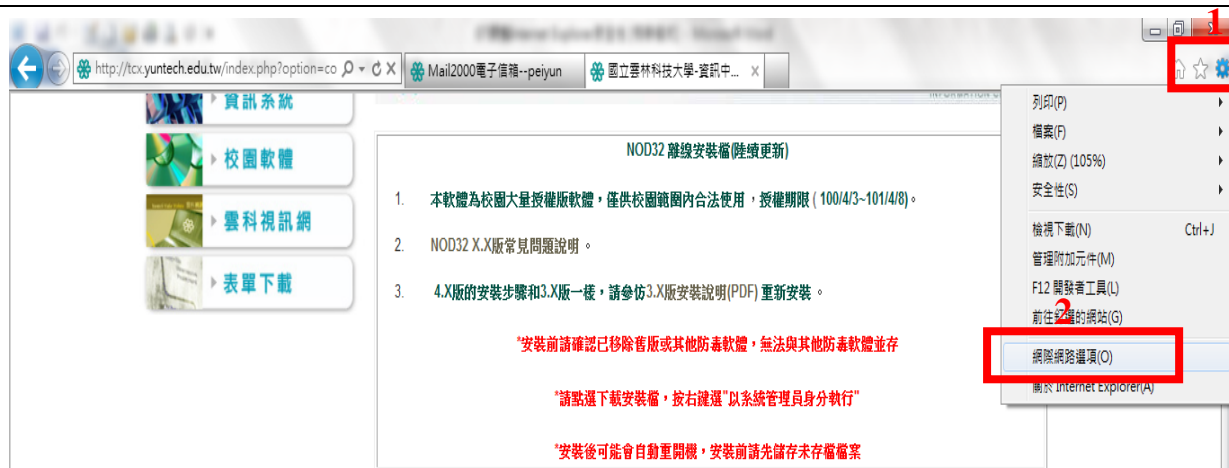 1
http://tcx.yuntech.edu.tw/index.php?option=co
Mail2000電子信箱--peiyun
國立雲林科技大學-資訊中...
資訊系統
校園軟體
雲科視訊網
表單下載
NOD32 離線安裝檔(陸續更新)
1. 本軟體為校園大量授權版軟體，僅供校園範圍內合法使用，授權期限 ( 100/4/3~101/4/8)。
2. NOD32 X.X版常見問題說明 。
3. 4.X版的安裝步驟和3.X版一樣，請參仿3.X版安裝說明(PDF) 重新安裝 。
*安裝前請確認已移除舊版或其他防毒軟體，無法與其他防毒軟體並存
*請點選下載安裝檔，按右鍵選"以系統管理員身分執行"
*安裝後可能會自動重開機，安裝前請先儲存未存檔檔案
列印(P)
檔案(F)
縮放(Z) (105%)
安全性(S)
檢視下載(N) Ctrl+J
管理附加元件(M)
F12 開發者工具(L)
前往釘選的網站(G)
2
網際網路選項(O)
關於 Internet Explorer(A)